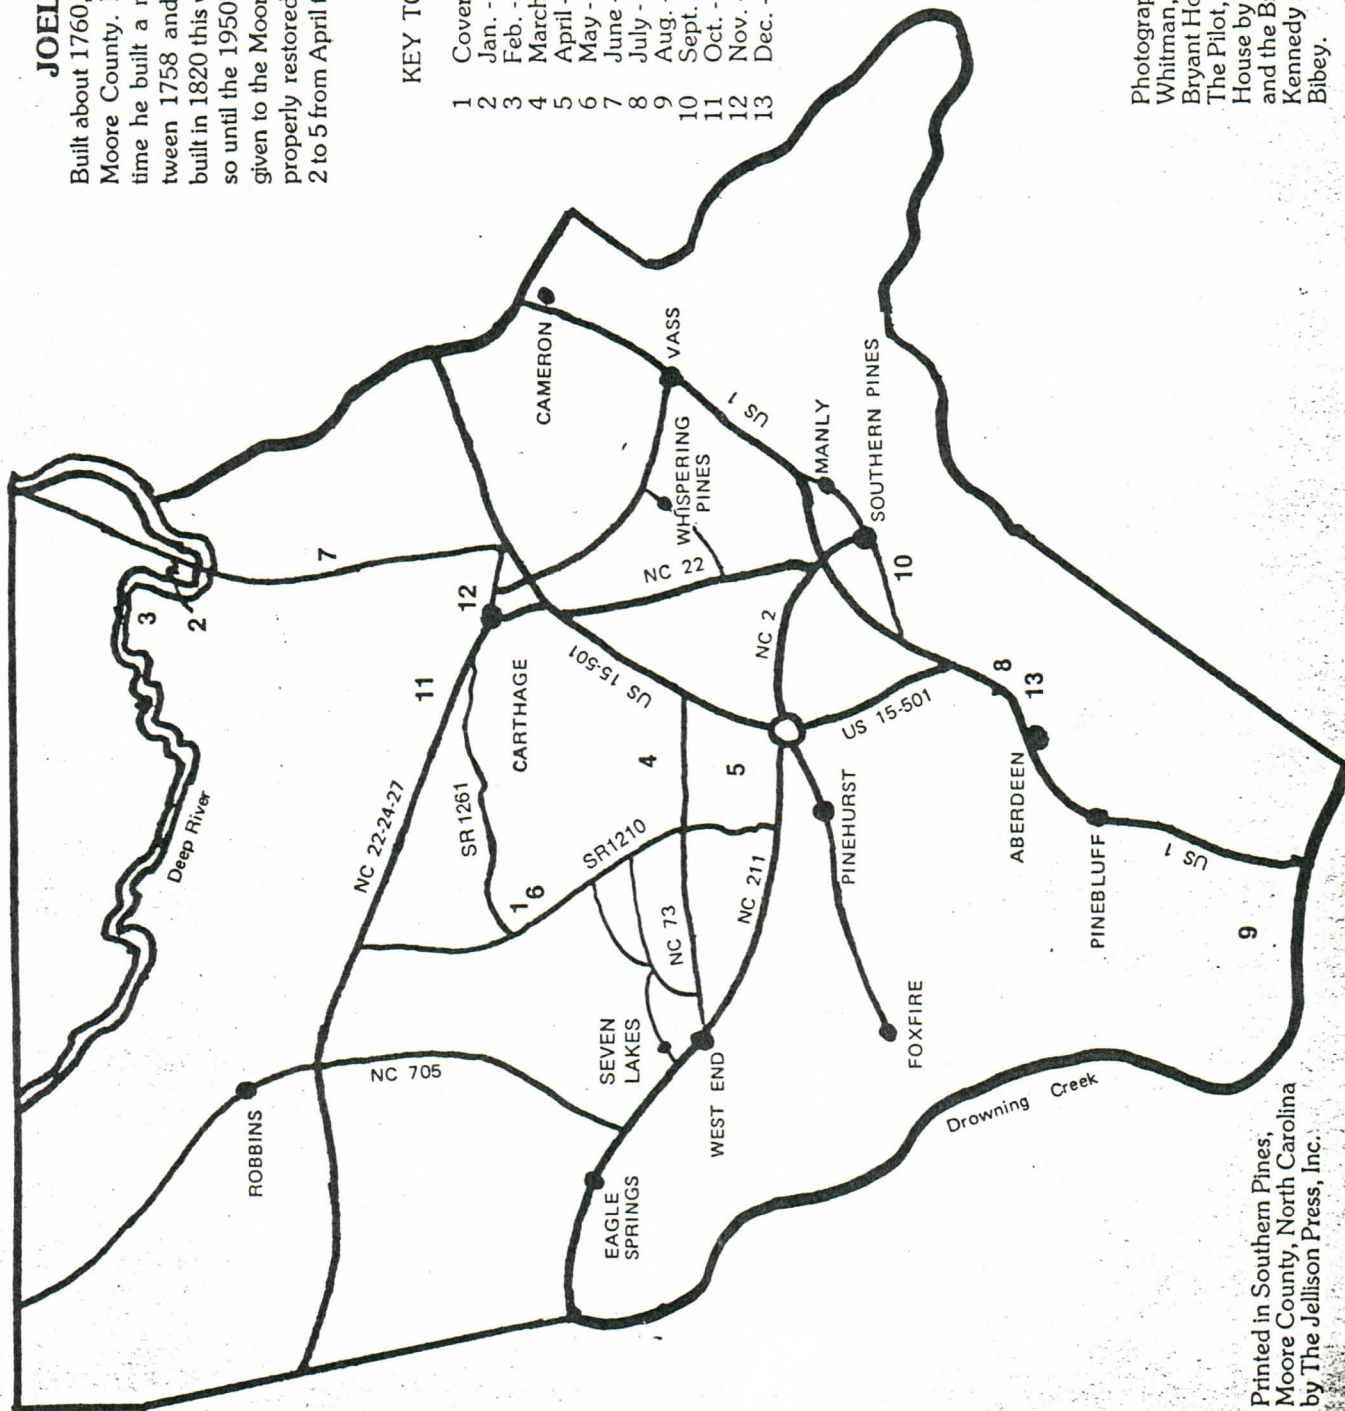 JOEL
Built about 1760,
Moore County.
time he built a
tween 1758 and
built in 1820 this
so until the 1950
given to the Moor
properly restored
2 to 5 from April
KEY TO
1 Cover
2 Jan. -
3 Feb. -
4 March
5 April -
6 May -
7 June -
8 July -
9 Aug. -
10 Sept.
11 Oct. -
12 Nov. -
13 Dec. -
Photograp
Whitman,
Bryant Ho
The Pilot,
House by
and the B
Kennedy
Bibey.
Deep River
3
2
7
ROBBINS
NC 705
NC 22-24-27
11
12
SR 1261
CARTHAGE
CAMERON
VASS
US 1
WHISPERING
PINES
NC 22
US 15-501
EAGLE
SPRINGS
SEVEN
LAKES
WEST END
1
6
SR1210
NC 73
4
5
NC 211
NC 2
MANLY
SOUTHERN PINES
10
PINEHURST
US 15-501
FOXFIRE
8
13
ABERDEEN
PINEBLUFF
US 1
9
Drowning Creek
Printed in Southern Pines,
Moore County, North Carolina
by The Jellison Press, Inc.